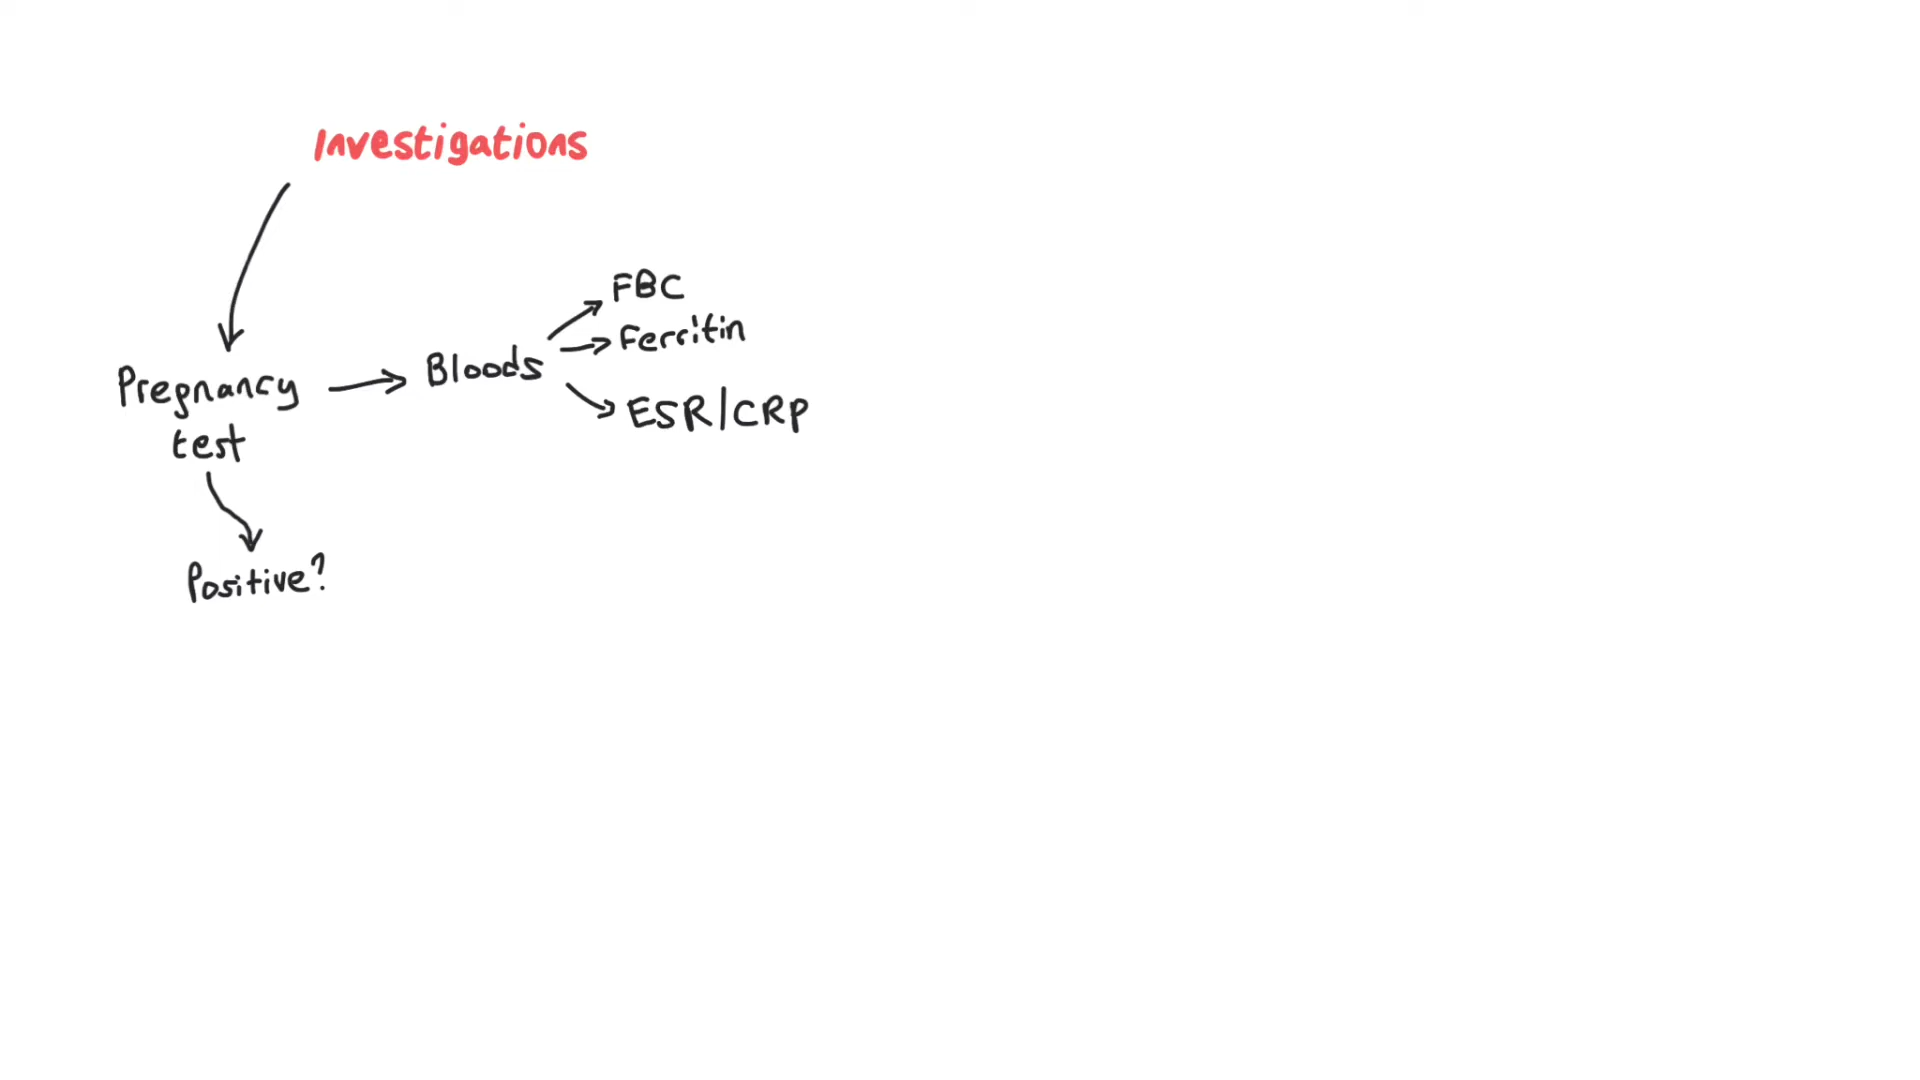 Investigations
FBC
Ferritin
Bloods
Pregnancy
test
ESR/CRP
Positive?